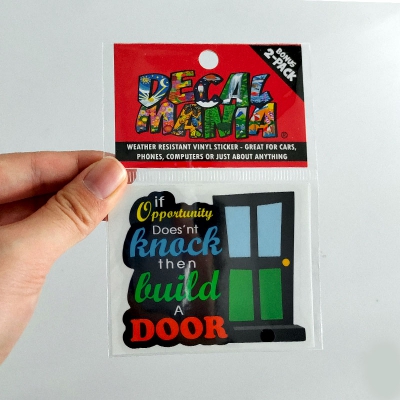 BONUS
2-PACK
DECAL
MANIA®
WEATHER RESISTANT VINYL STICKER - GREAT FOR CARS,
PHONES, COMPUTERS OR JUST ABOUT ANYTHING
if
Opportunity
Does'nt
knock
then
build
A
DOOR